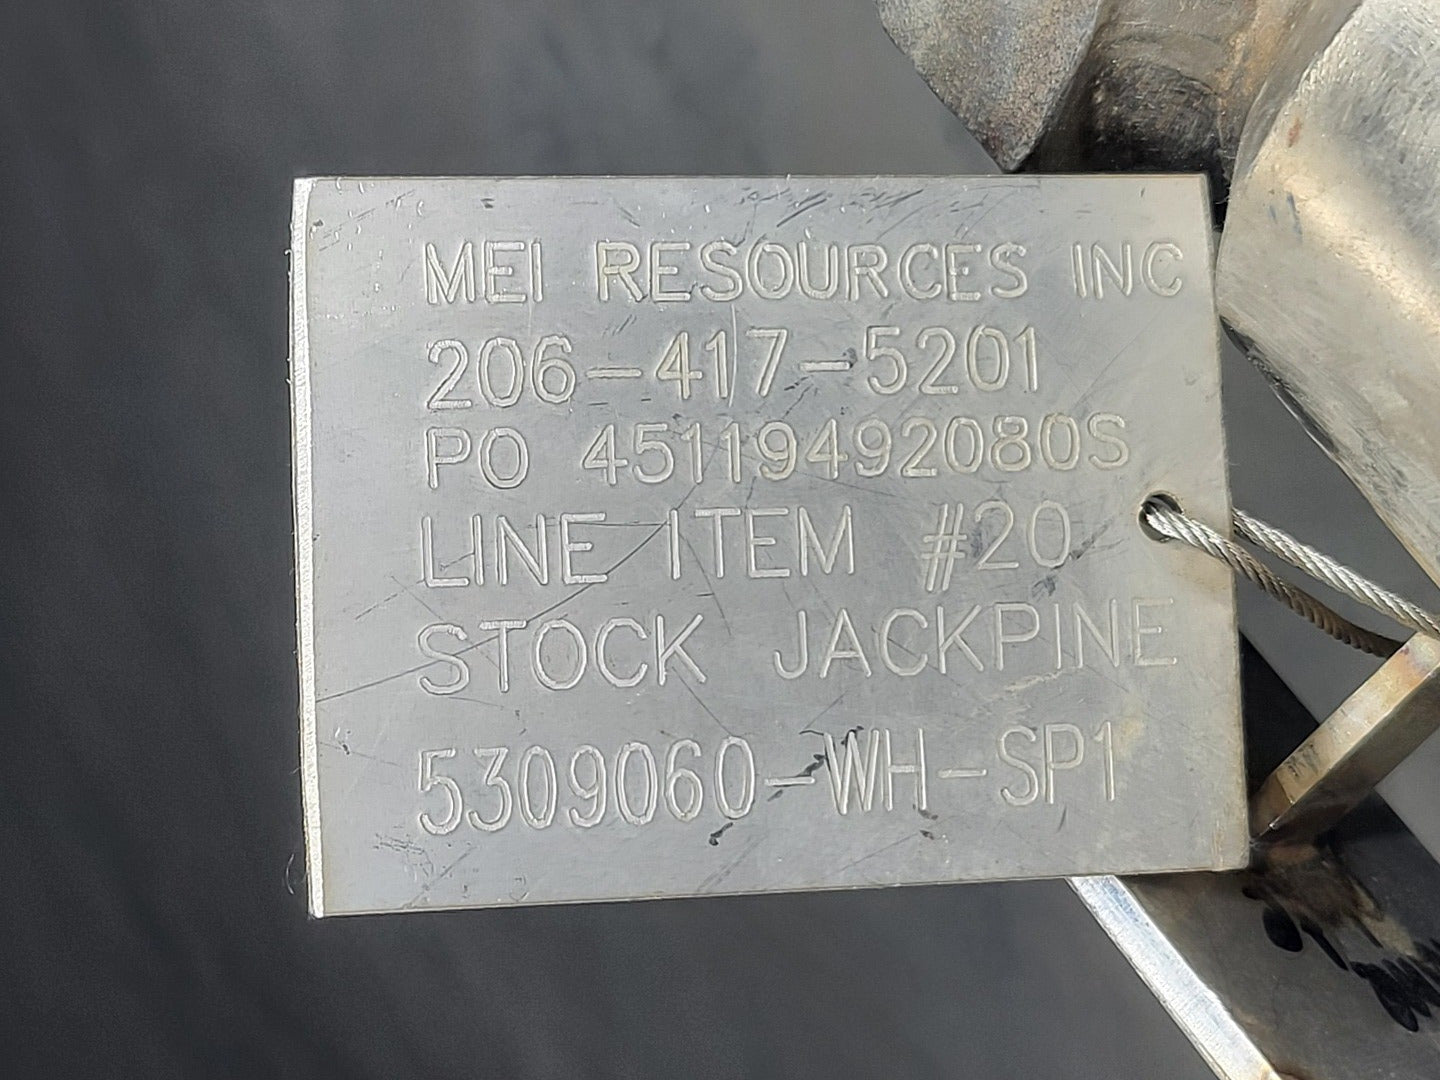 MEI RESOURCES INC
206-417-5201
PO 45119492080S
LINE ITEM #20
STOCK JACKPINE
5309060-WH-SP1